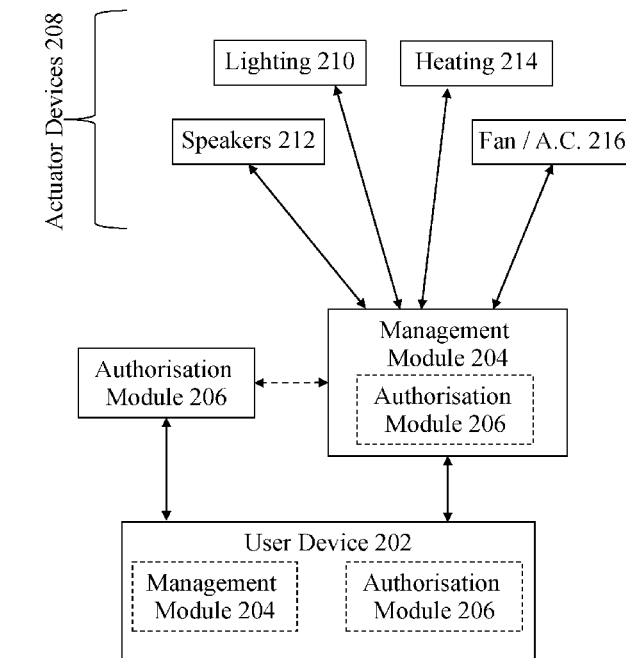 Actuator Devices 208
Lighting 210
Heating 214
Speakers 212
Fan / A.C. 216
Management
Module 204
Authorisation
Module 206
Authorisation
Module 206
User Device 202
Management
Module 204
Authorisation
Module 206